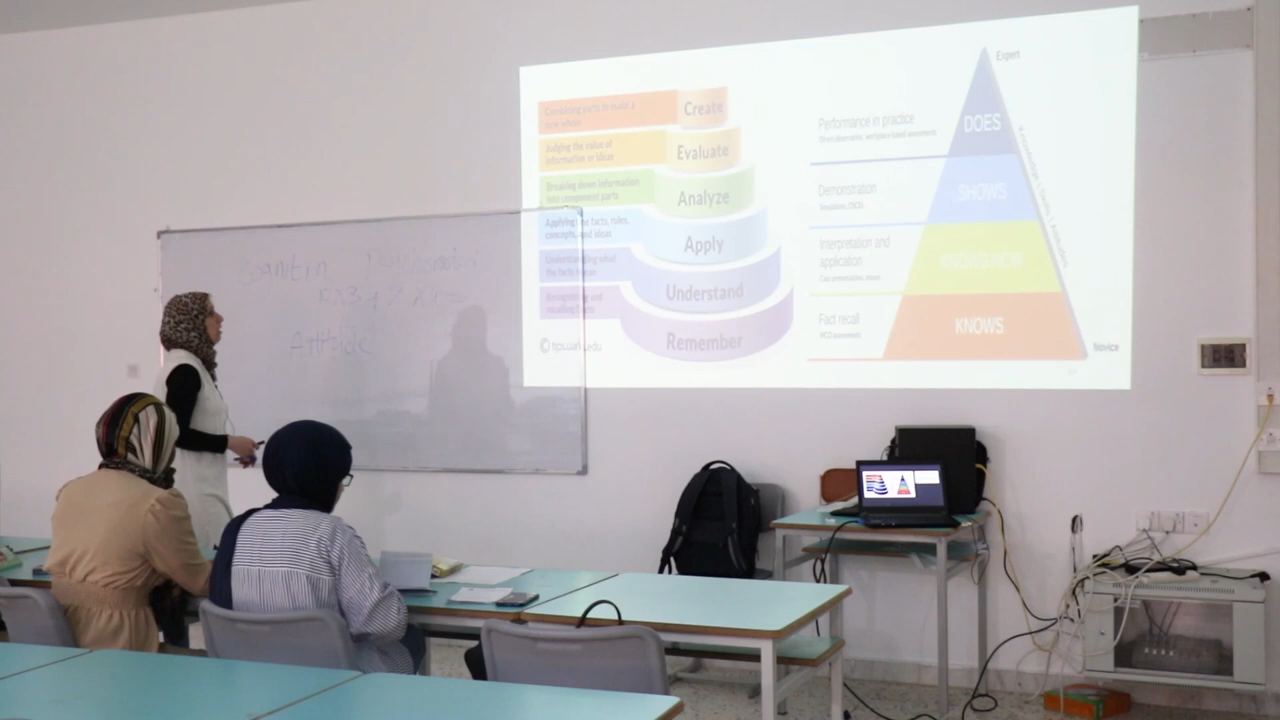 Combining parts to make a
new whole
Create
Judging the value of
information or ideas
Evaluate
Breaking down information
into component parts
Analyze
Applying the facts, rules,
concepts, and ideas
Apply
Understanding what
the facts mean
Understand
Recognizing and
recalling facts
Remember
Expert
Performance in practice
DOES
Demonstration
SHOWS
Interpretation and
application
KNOWS HOW
Fact recall
KNOWS
Novice
Cognition
Attitude